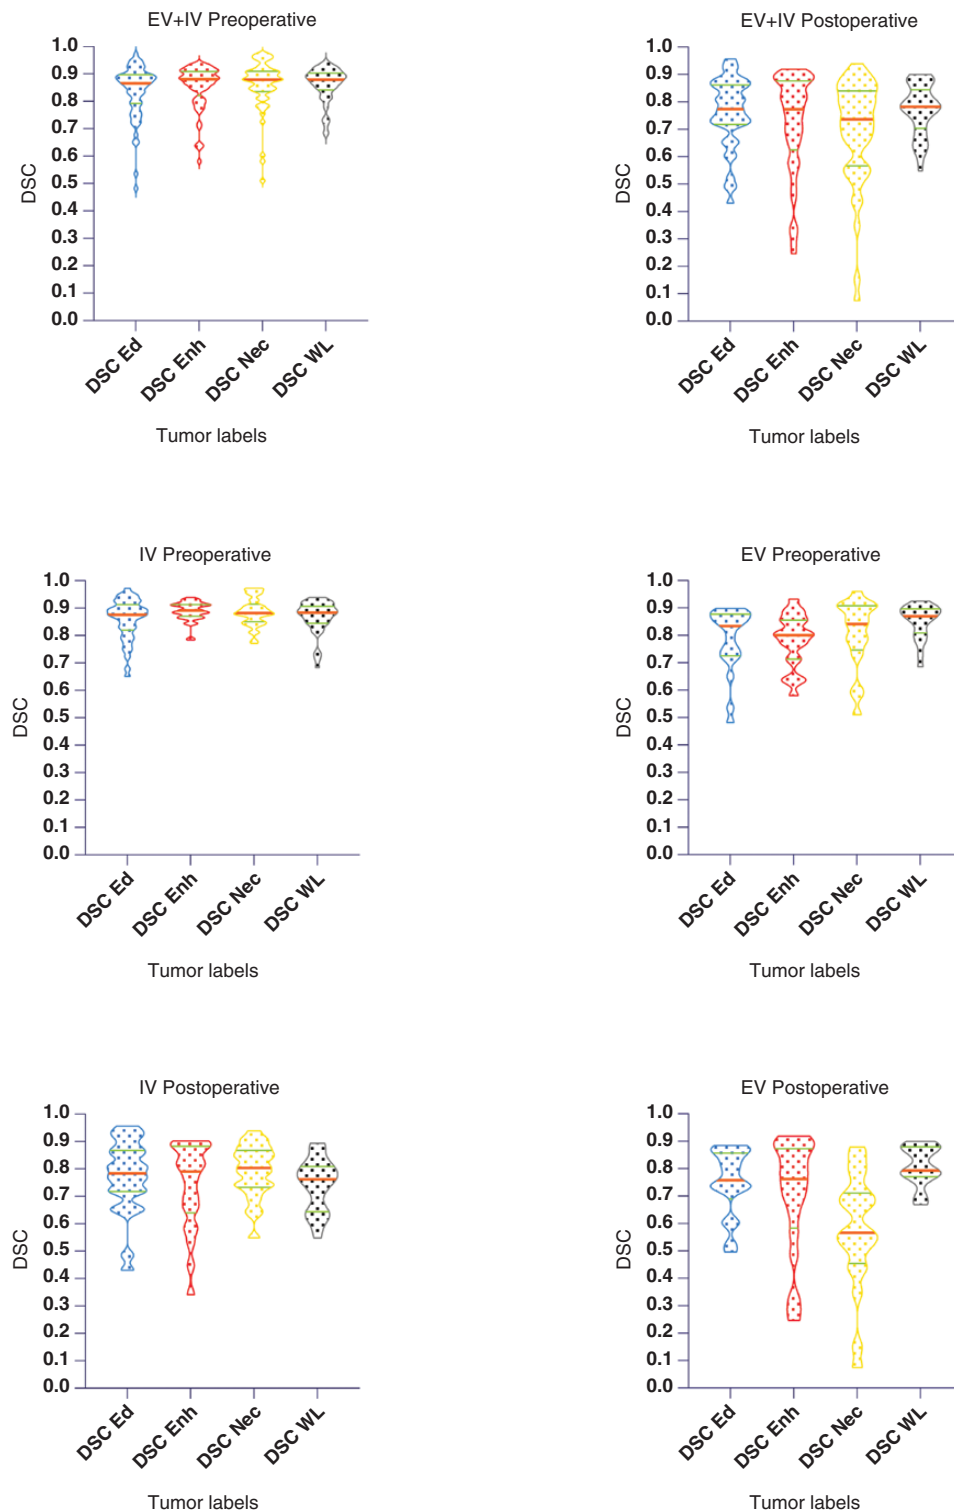 EV+IV Preoperative
1.0
0.9
0.8
0.7
0.6
0.5
0.4
0.3
0.2
0.1
0.0
DSC
DSC Ed
DSC Enh
DSC Nec
DSC WL
Tumor labels
EV+IV Postoperative
1.0
0.9
0.8
0.7
0.6
0.5
0.4
0.3
0.2
0.1
0.0
DSC
DSC Ed
DSC Enh
DSC Nec
DSC WL
Tumor labels
IV Preoperative
1.0
0.9
0.8
0.7
0.6
0.5
0.4
0.3
0.2
0.1
0.0
DSC
DSC Ed
DSC Enh
DSC Nec
DSC WL
Tumor labels
EV Preoperative
1.0
0.9
0.8
0.7
0.6
0.5
0.4
0.3
0.2
0.1
0.0
DSC
DSC Ed
DSC Enh
DSC Nec
DSC WL
Tumor labels
IV Postoperative
1.0
0.9
0.8
0.7
0.6
0.5
0.4
0.3
0.2
0.1
0.0
DSC
DSC Ed
DSC Enh
DSC Nec
DSC WL
Tumor labels
EV Postoperative
1.0
0.9
0.8
0.7
0.6
0.5
0.4
0.3
0.2
0.1
0.0
DSC
DSC Ed
DSC Enh
DSC Nec
DSC WL
Tumor labels